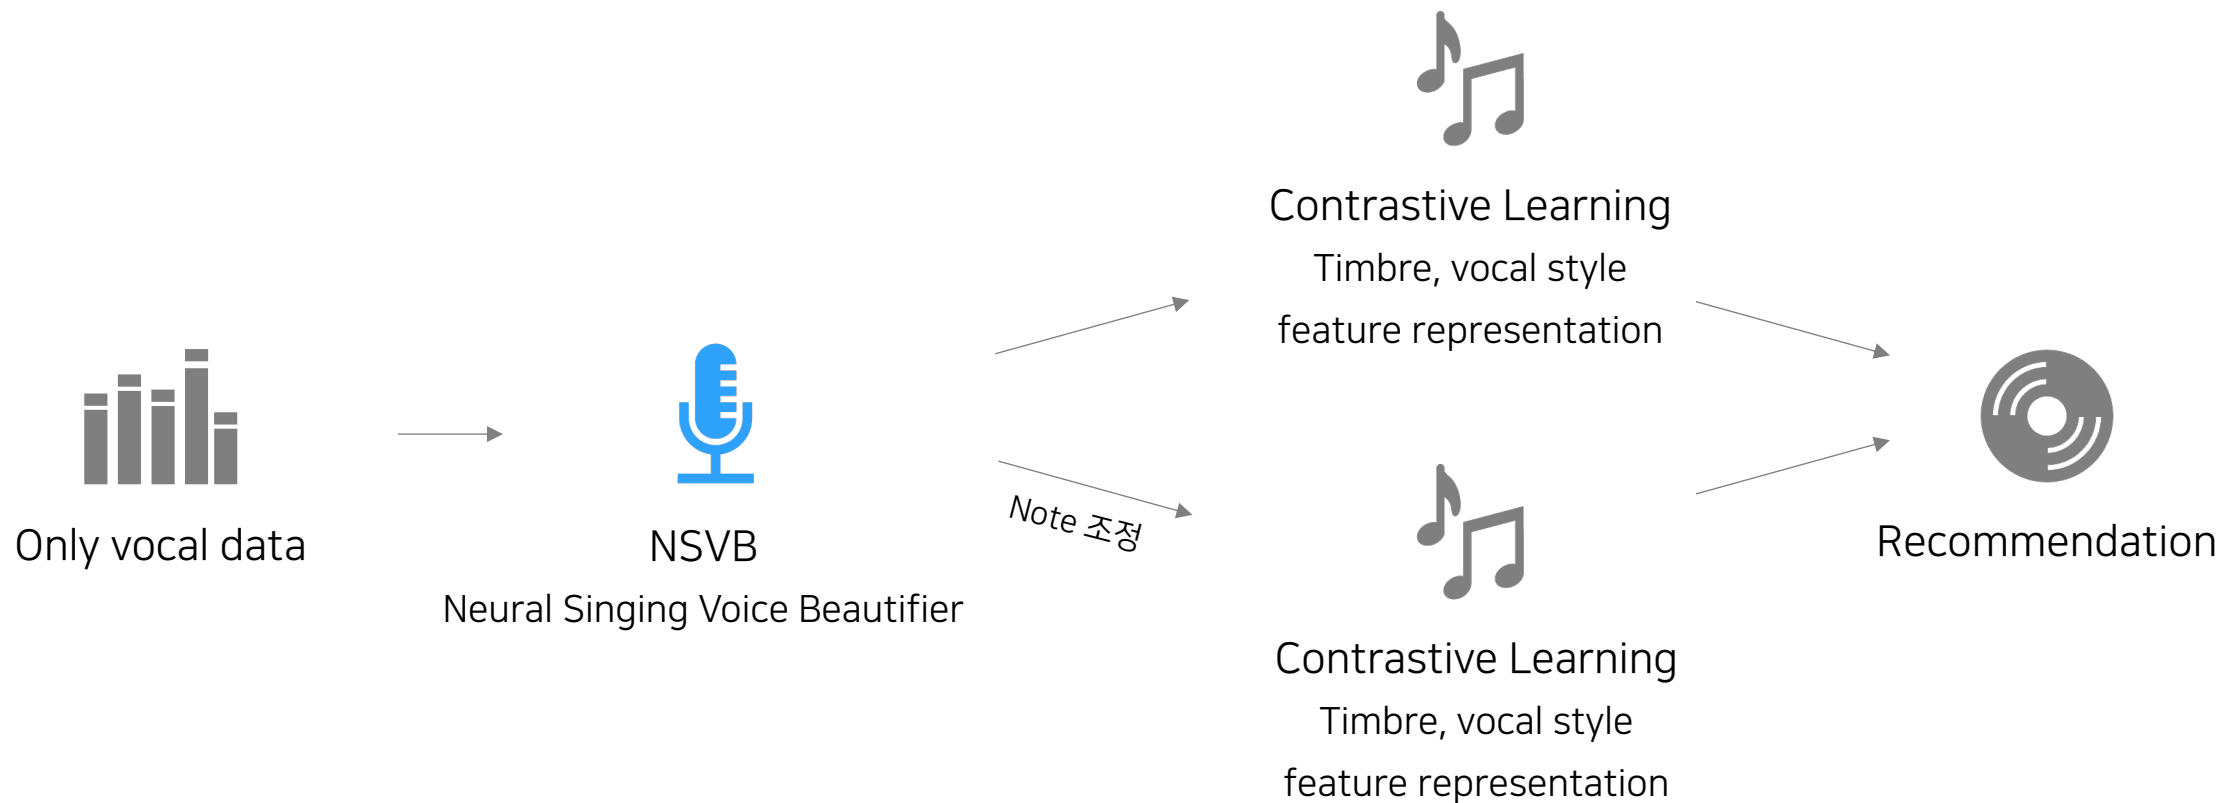 Only vocal data
NSVB
Neural Singing Voice Beautifier
Note 조정
Contrastive Learning
Timbre, vocal style
feature representation
Contrastive Learning
Timbre, vocal style
feature representation
Recommendation